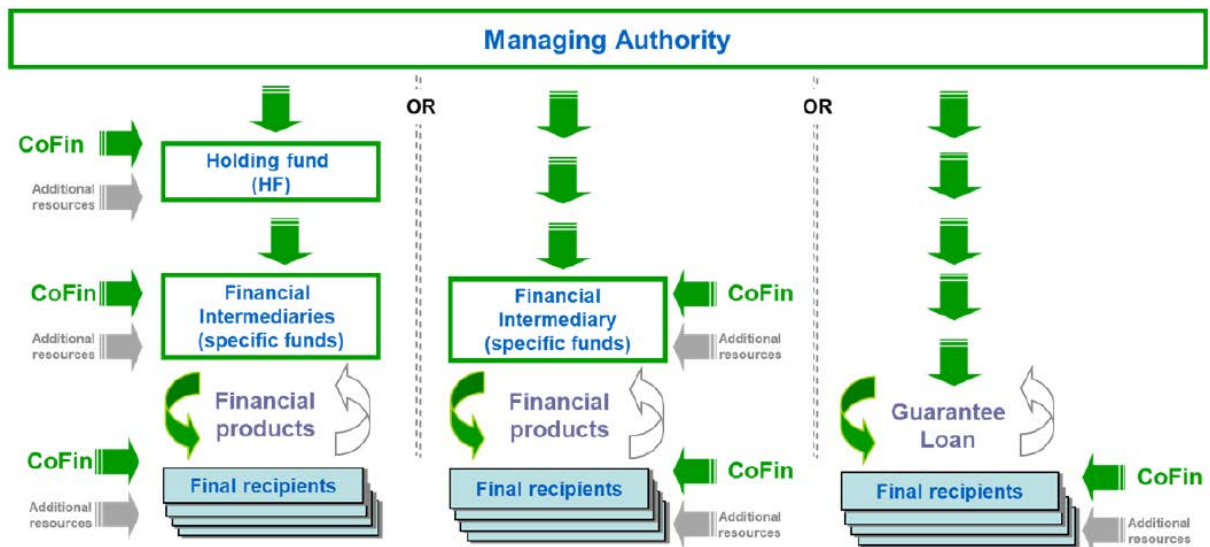 Managing Authority
OR
OR
CoFin
Holding fund
(HF)
Additional
resources
CoFin
Financial
Intermediaries
(specific funds)
Additional
resources
Financial
products
CoFin
Final recipients
Additional
resources
Financial
Intermediary
(specific funds)
CoFin
Additional
resources
Financial
products
CoFin
Final recipients
Additional
resources
Guarantee
Loan
Final recipients
CoFin
Additional
resources